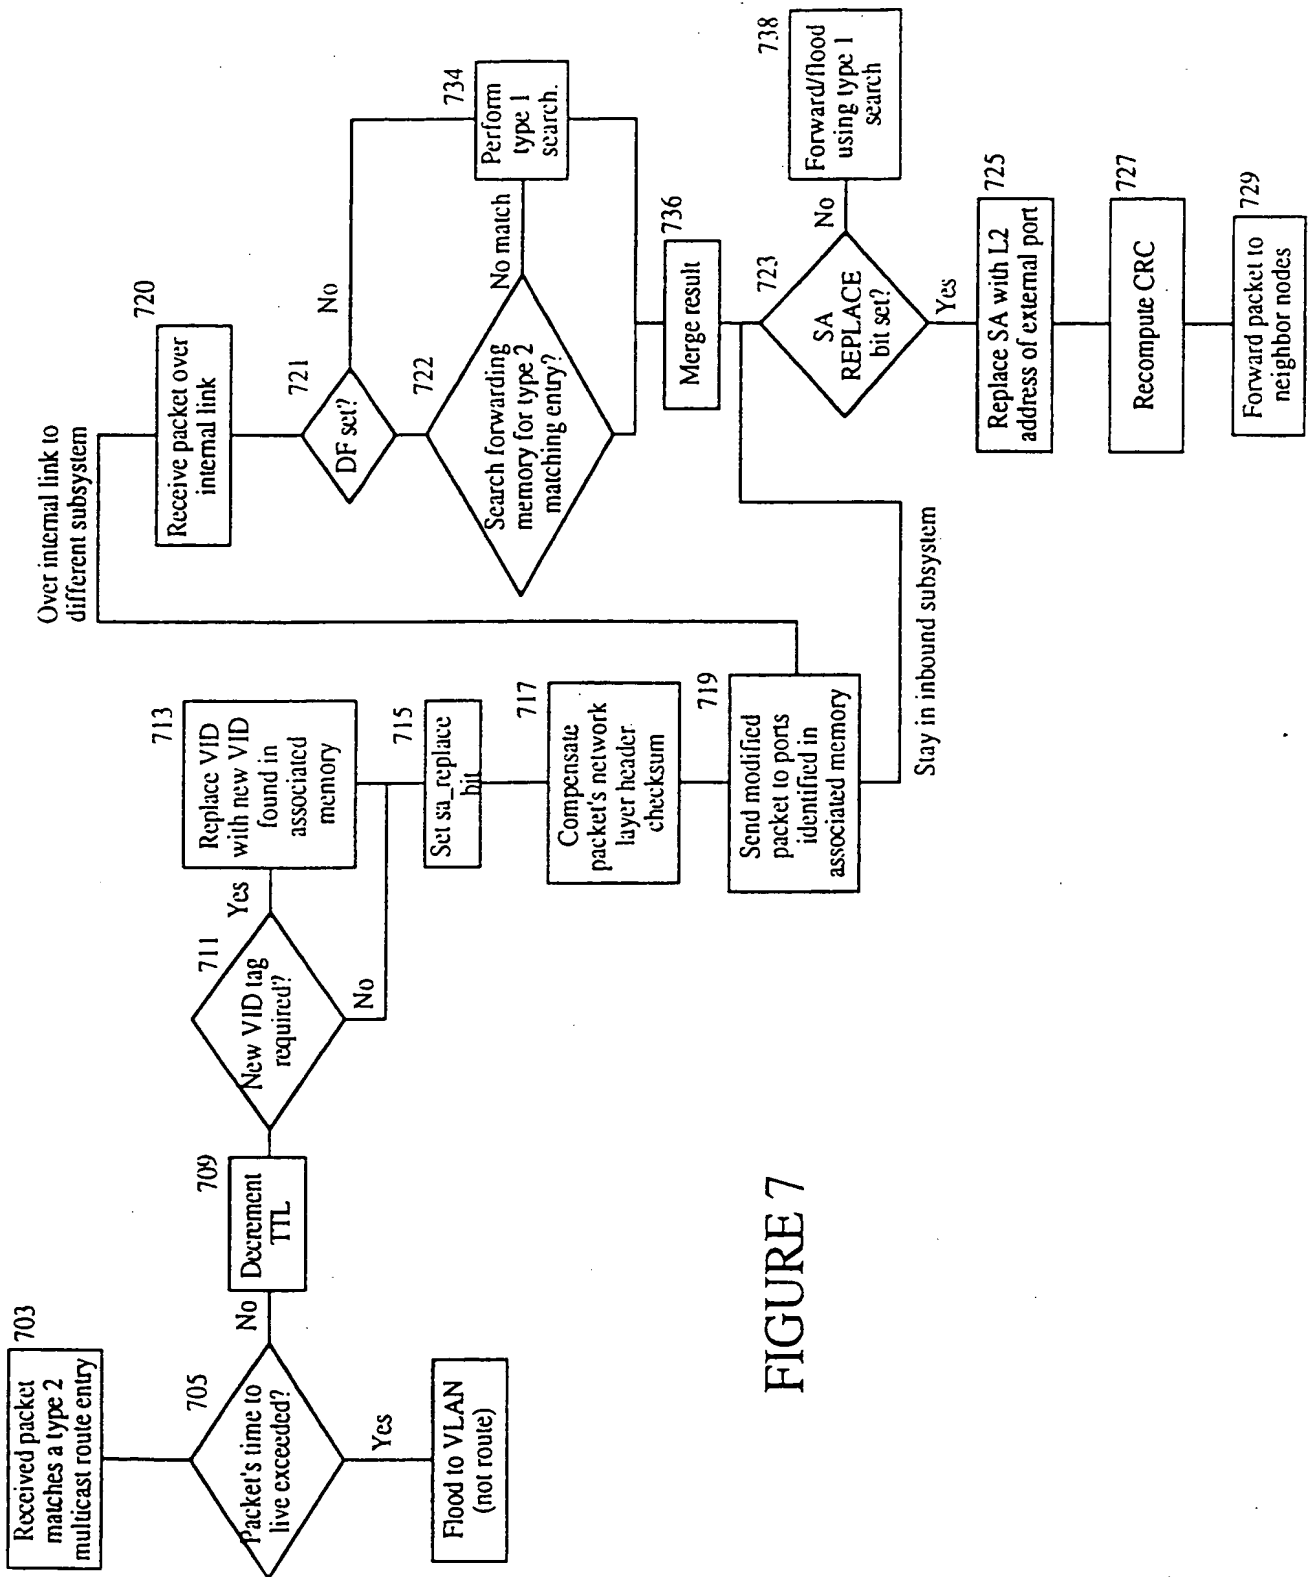 703
Received packet
matches a type 2
multicast route entry
705
Packet's time to
live exceeded?
Yes
Flood to VLAN
(not route)
No
709
Decrement
TTL
711
New VID tag
required?
Yes
No
713
Replace VID
with new VID
found in
associated
memory
715
Set sa_replace
bit
717
Compensate
packet's network
layer header
checksum
719
Send modified
packet to ports
identified in
associated memory
Over internal link to
different subsystem
Stay in inbound subsystem
720
Receive packet over
internal link
721
DF set?
No
722
Search forwarding
memory for type 2
matching entry?
No match
734
Perform
type 1
search.
736
Merge result
723
SA
REPLACE
bit set?
No
738
Forward/flood
using type 1
search
Yes
725
Replace SA with L2
address of external port
727
Recompute CRC
729
Forward packet to
neighbor nodes
FIGURE 7